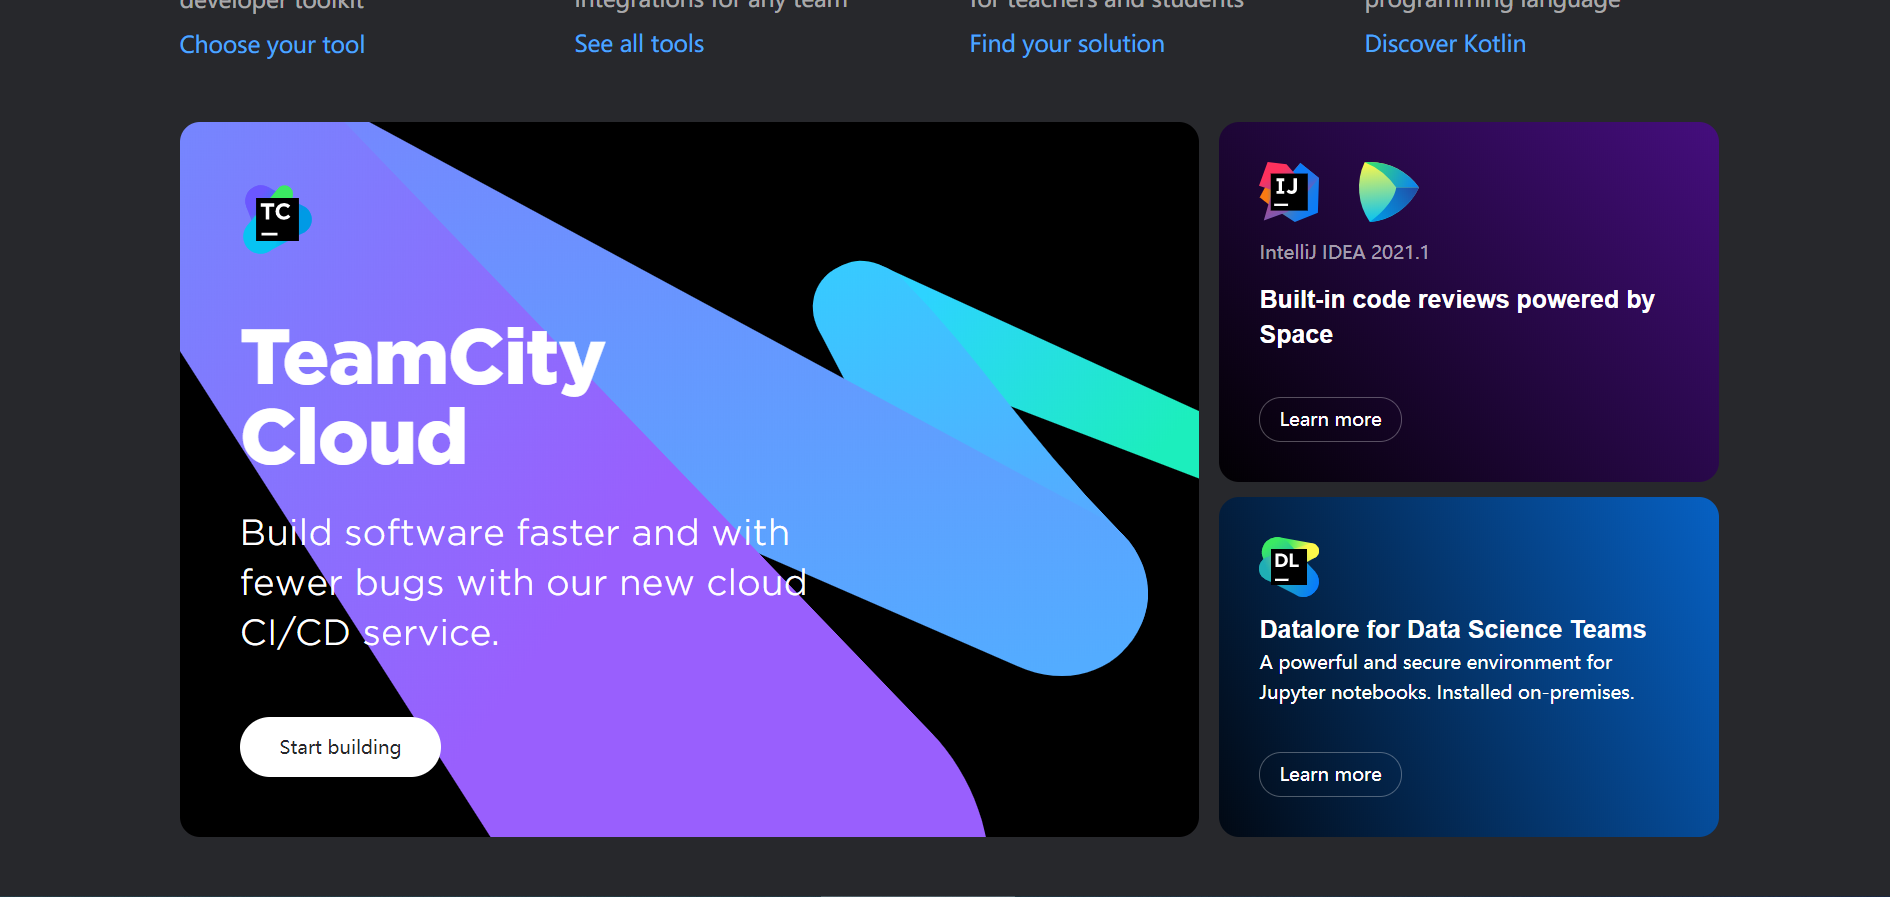 developer toolkit
integrations for any team
for teachers and students
programming language
Choose your tool
See all tools
Find your solution
Discover Kotlin
TC
TeamCity
Cloud
Build software faster and with
fewer bugs with our new cloud
CI/CD service.
Start building
IJ
IntelliJ IDEA 2021.1
Built-in code reviews powered by
Space
Learn more
DL
Datalore for Data Science Teams
A powerful and secure environment for
Jupyter notebooks. Installed on-premises.
Learn more